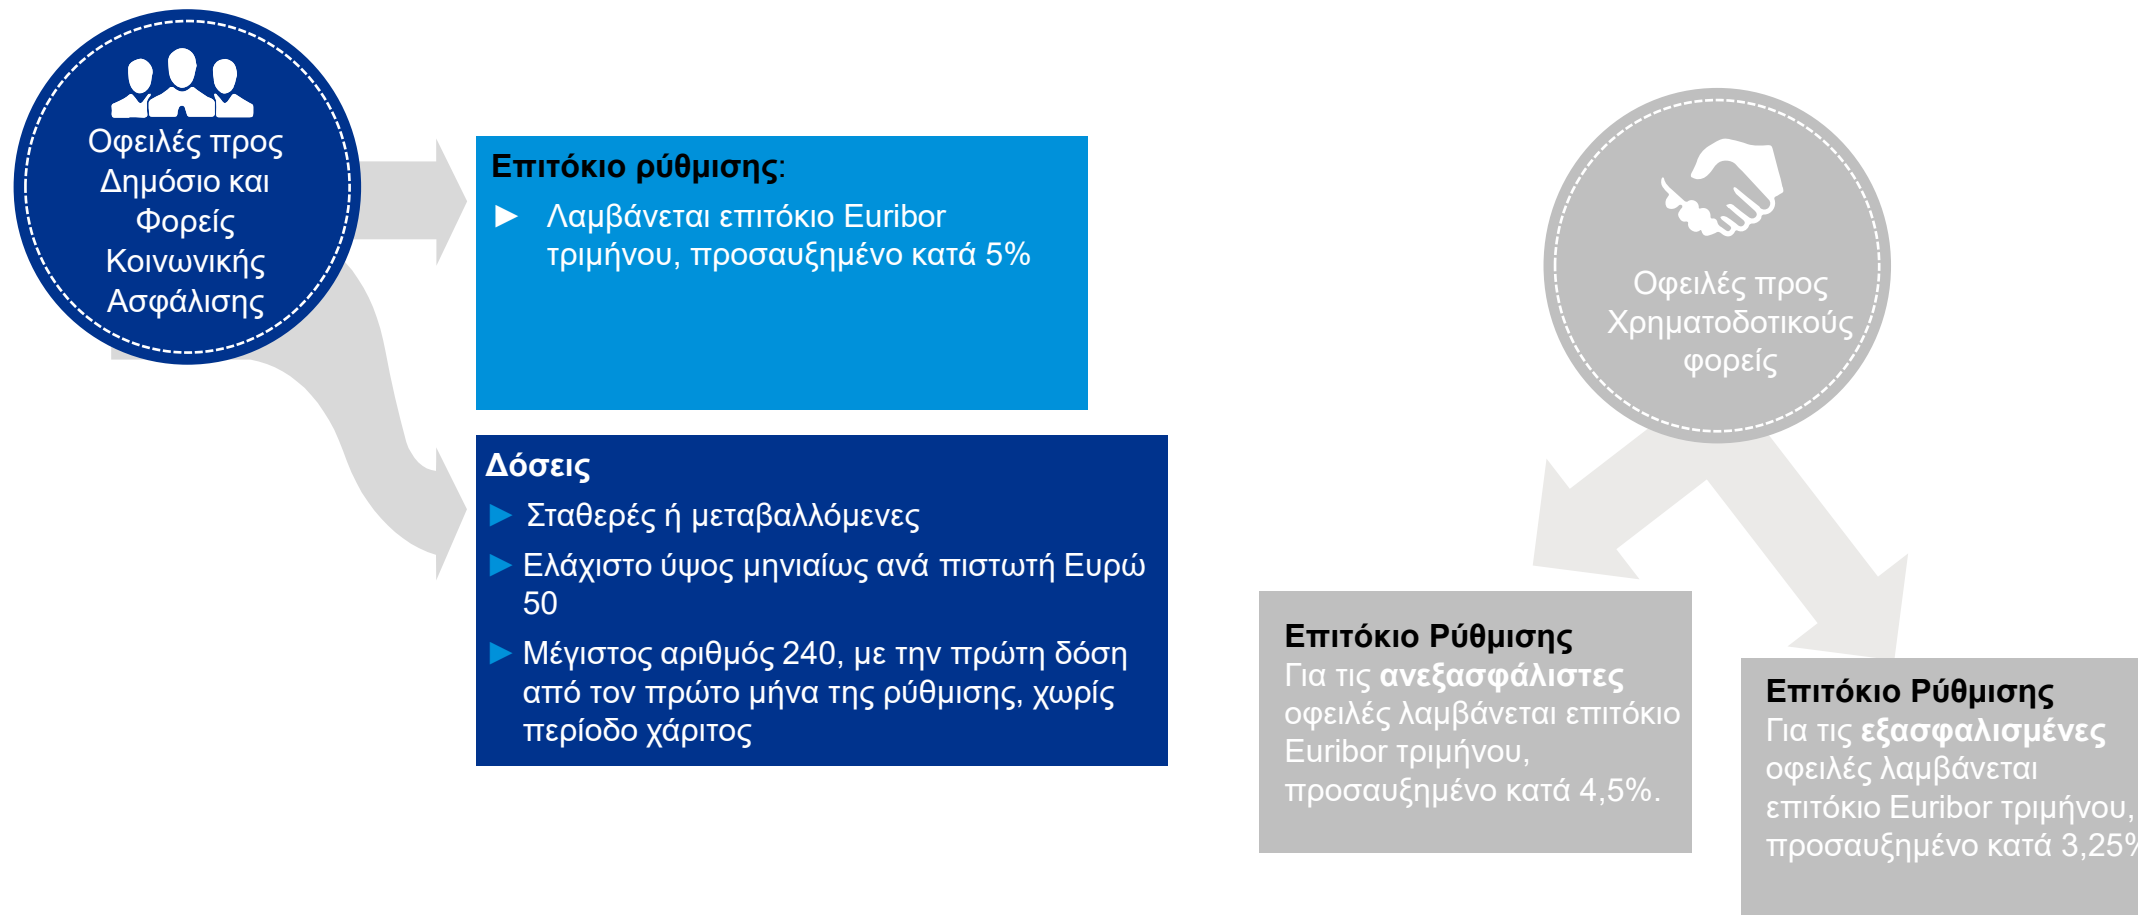 Οφειλές προς
Δημόσιο και
Φορείς
Κοινωνικής
Ασφάλισης
Επιτόκιο ρύθμισης:
► Λαμβάνεται επιτόκιο Euribor
τριμήνου, προσαυξημένο κατά 5%
Δόσεις
► Σταθερές ή μεταβαλλόμενες
► Ελάχιστο ύψος μηνιαίως ανά πιστωτή Ευρώ
50
► Μέγιστος αριθμός 240, με την πρώτη δόση
από τον πρώτο μήνα της ρύθμισης, χωρίς
περίοδο χάριτος
Οφειλές προς
Χρηματοδοτικούς
φορείς
Επιτόκιο Ρύθμισης
Για τις ανεξασφάλιστες
οφειλές λαμβάνεται επιτόκιο
Euribor τριμήνου,
προσαυξημένο κατά 4,5%.
Επιτόκιο Ρύθμισης
Για τις εξασφαλισμένες
οφειλές λαμβάνεται
επιτόκιο Euribor τριμήνου,
προσαυξημένο κατά 3,25%